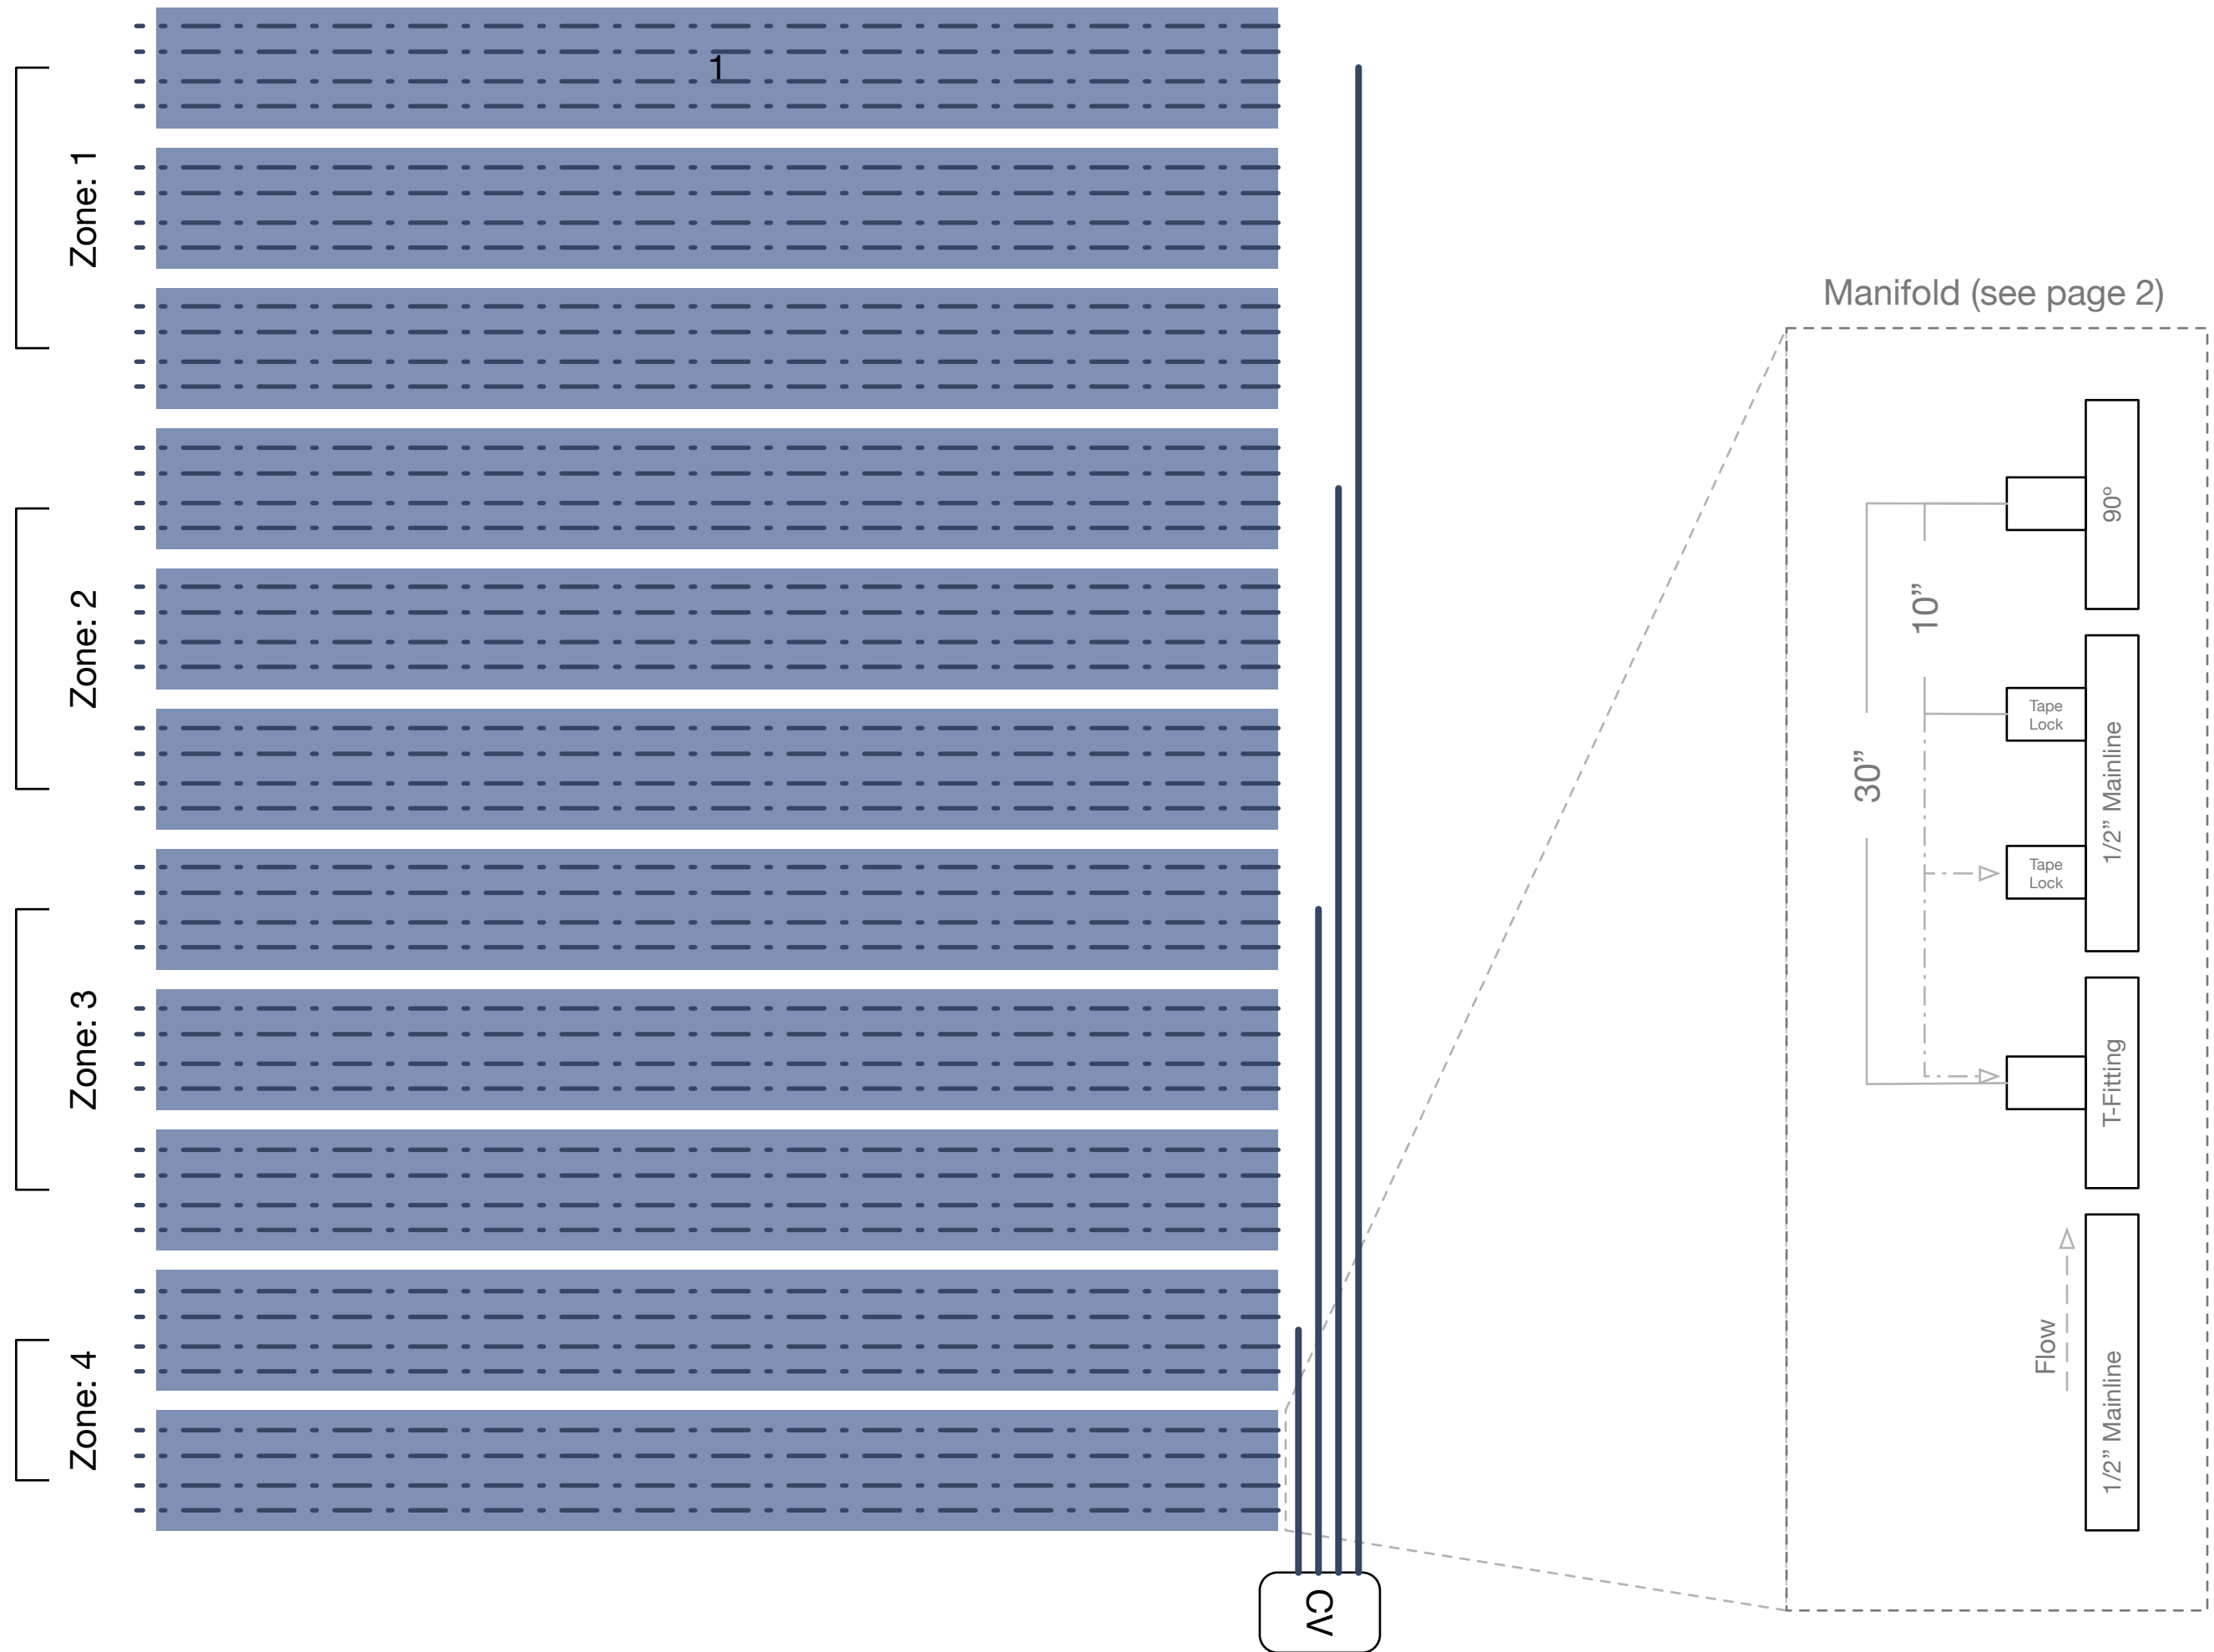 1
Zone: 1
Zone: 2
Zone: 3
Zone: 4
CV
Manifold (see page 2)
90º
10”
30”
Tape
Lock
1/2” Mainline
Tape
Lock
T-Fitting
Flow
1/2” Mainline